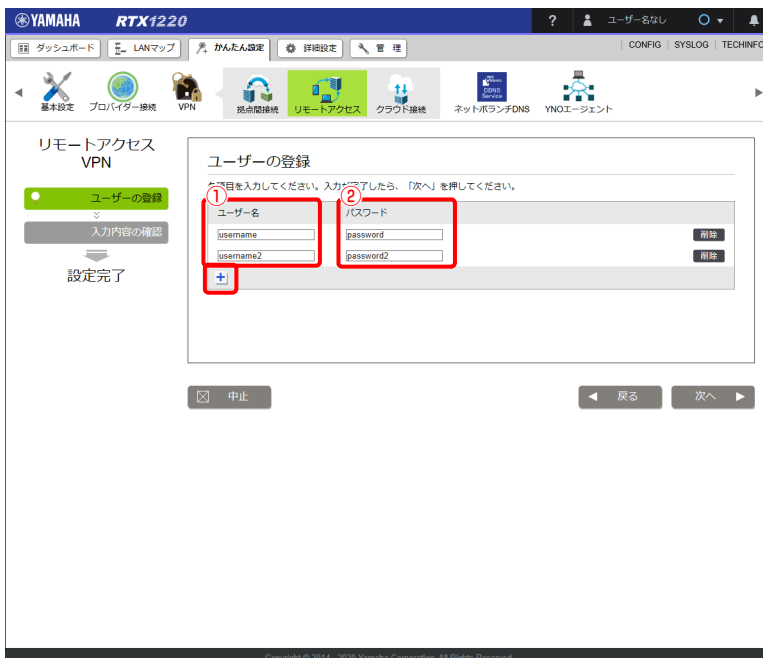 YAMAHA RTX1220 ? ユーザー名なし
ダッシュボード LANマップ かんたん設定 詳細設定 管 理 CONFIG SYSLOG TECHINFO
基本設定 プロバイダー接続 VPN 拠点間接続 リモートアクセス クラウド接続 ネットボランチDNS YNOエージェント
DDNS
Service
リモートアクセス
VPN
ユーザーの登録
入力内容の確認
設定完了
ユーザーの登録
項目を入力してください。入力が完了したら、「次へ」を押してください。
① ②
ユーザー名 パスワード
username password 削除
username2 password2 削除
+
中止 戻る 次へ
Copyright © 2014 - 2020 Yamaha Corporation. All Rights Reserved.